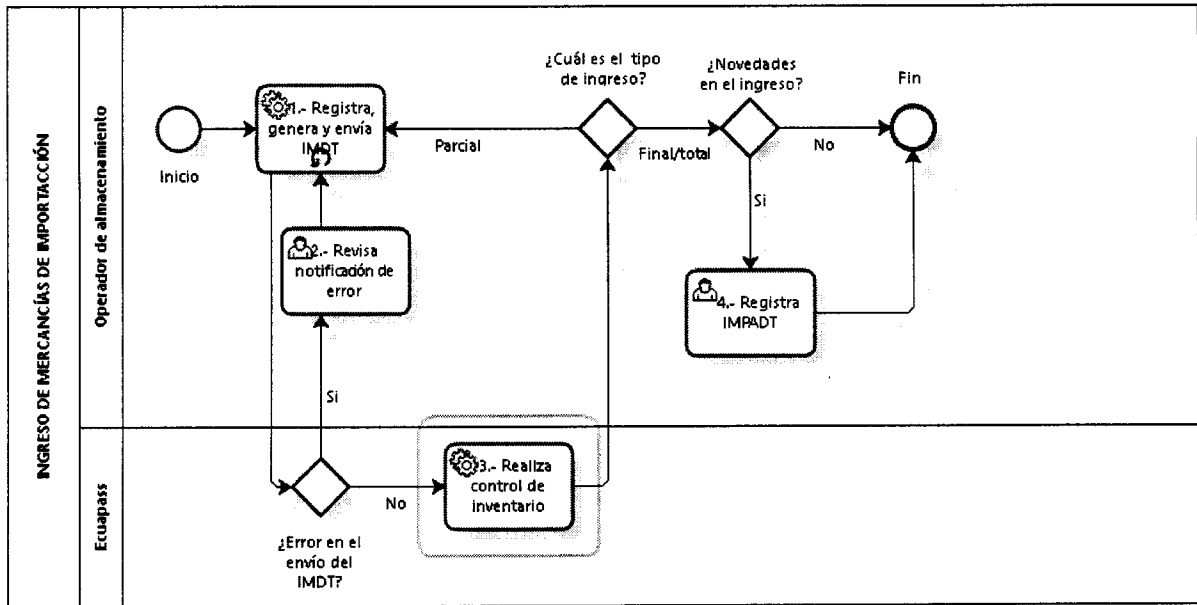 INGRESO DE MERCANCÍAS DE IMPORTACCIÓN
Operador de almacenamiento
Ecuapass
Inicio
1.- Registra,
genera y envía
IMDT
2.- Revisa
notificación de
error
Si
¿Error en el
envío del
IMDT?
No
3.- Realiza
control de
inventario
¿Cuál es el tipo
de ingreso?
Parcial
Final/total
¿Novedades
en el ingreso?
No
Si
4.- Registra
IMPADT
Fin